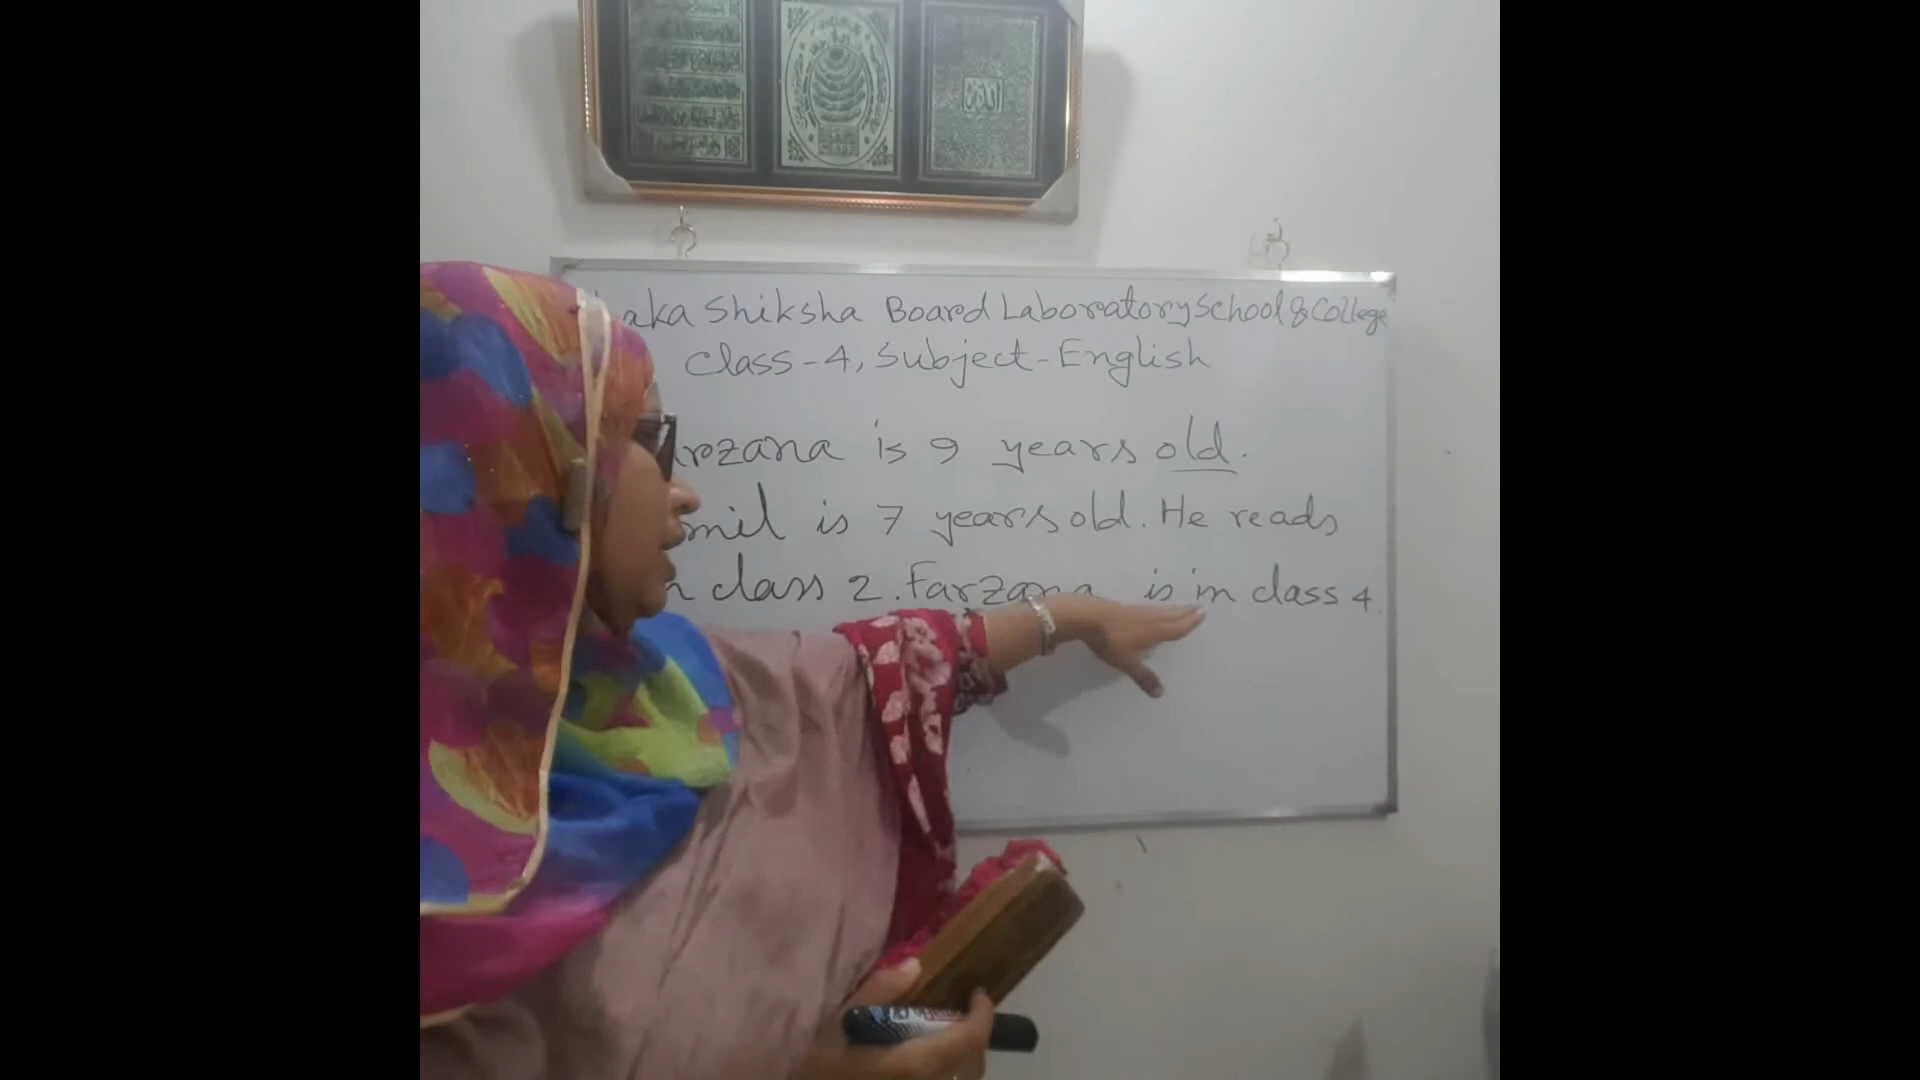 الله
aka Shiksha Board Laboratory School & College
Class-4, Subject-English
rzana is 9 years old.
mil is 7 years old. He reads
class 2. Farzana is in class 4.